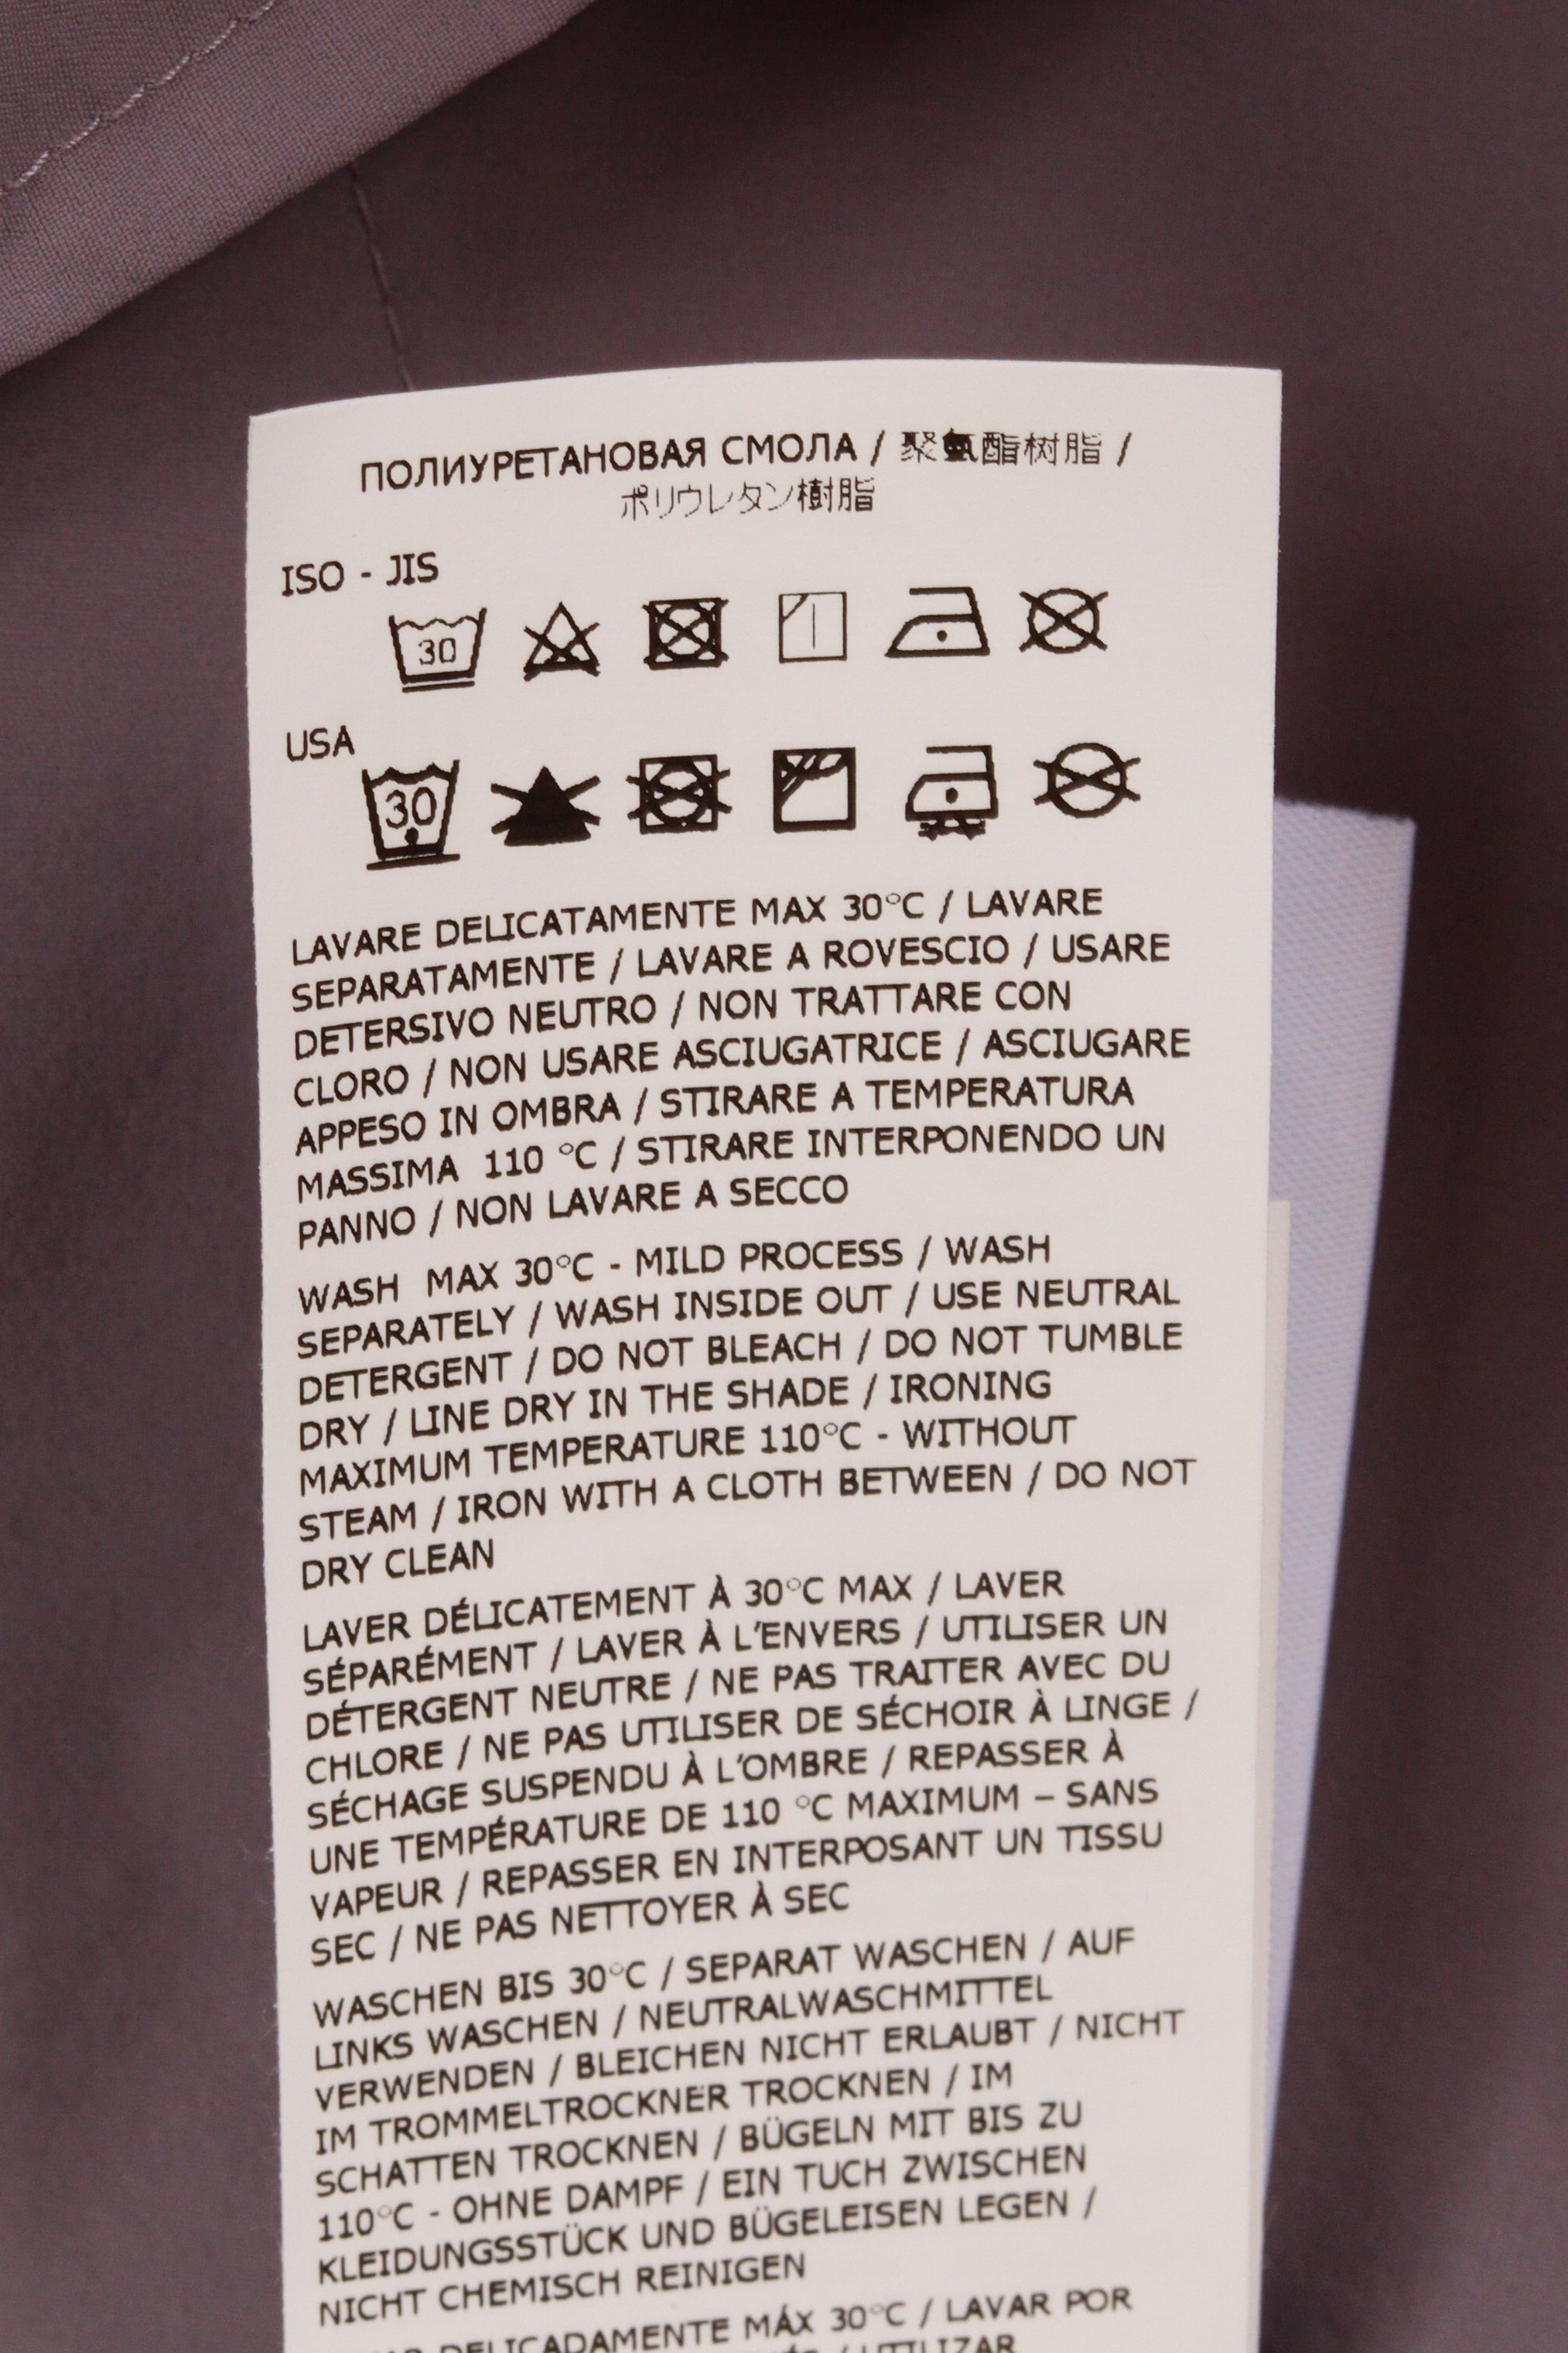 ПОЛИУРЕТАНОВАЯ СМОЛА / 聚氨酯树脂 /
ポリウレタン樹脂
ISO - JIS
30
USA
30
LAVARE DELICATAMENTE MAX 30°C / LAVARE
SEPARATAMENTE / LAVARE A ROVESCIO / USARE
DETERSIVO NEUTRO / NON TRATTARE CON
CLORO / NON USARE ASCIUGATRICE / ASCIUGARE
APPESO IN OMBRA / STIRARE A TEMPERATURA
MASSIMA 110 °C / STIRARE INTERPONENDO UN
PANNO / NON LAVARE A SECCO
WASH MAX 30°C - MILD PROCESS / WASH
SEPARATELY / WASH INSIDE OUT / USE NEUTRAL
DETERGENT / DO NOT BLEACH / DO NOT TUMBLE
DRY / LINE DRY IN THE SHADE / IRONING
MAXIMUM TEMPERATURE 110°C - WITHOUT
STEAM / IRON WITH A CLOTH BETWEEN / DO NOT
DRY CLEAN
LAVER DÉLICATEMENT À 30°C MAX / LAVER
SÉPARÉMENT / LAVER À L'ENVERS / UTILISER UN
DÉTERGENT NEUTRE / NE PAS TRAITER AVEC DU
CHLORE / NE PAS UTILISER DE SÉCHOIR À LINGE /
SÉCHAGE SUSPENDU À L'OMBRE / REPASSER À
UNE TEMPÉRATURE DE 110 °C MAXIMUM – SANS
VAPEUR / REPASSER EN INTERPOSANT UN TISSU
SEC / NE PAS NETTOYER À SEC
WASCHEN BIS 30°C / SEPARAT WASCHEN / AUF
LINKS WASCHEN / NEUTRALWASCHMITTEL
VERWENDEN / BLEICHEN NICHT ERLAUBT / NICHT
IM TROMMELTROCKNER TROCKNEN / IM
SCHATTEN TROCKNEN / BÜGELN MIT BIS ZU
110°C - OHNE DAMPF / EIN TUCH ZWISCHEN
KLEIDUNGSSTÜCK UND BÜGELEISEN LEGEN /
NICHT CHEMISCH REINIGEN
DELICADAMENTE MÁX 30°C / LAVAR POR
/ UTILIZAR